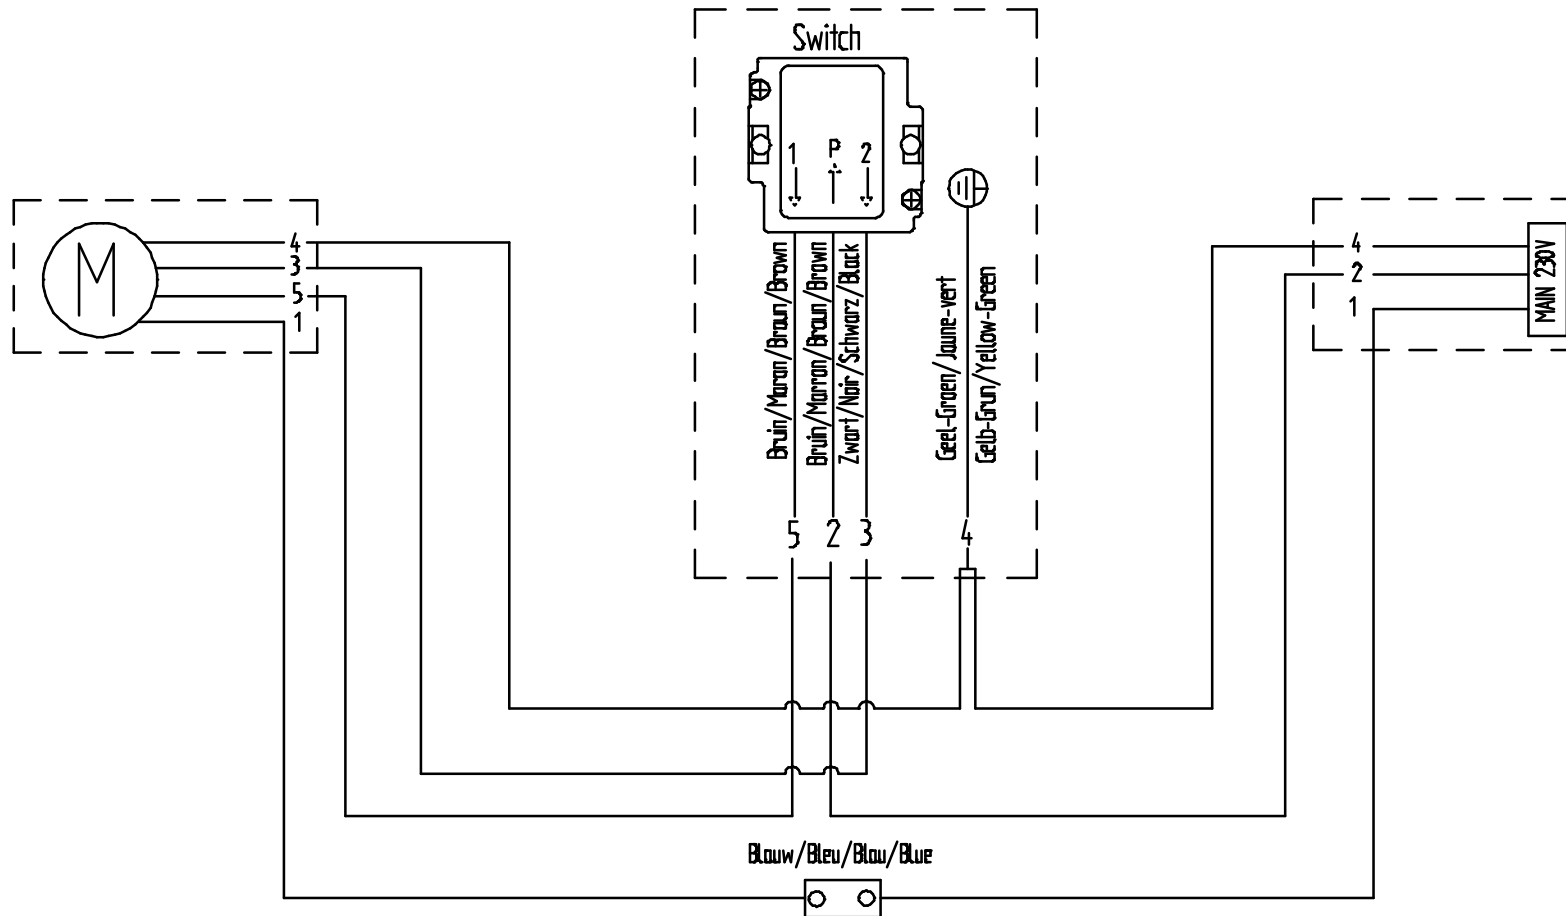 Switch
1 P 2
M
4
3
5
1
4
2
1
MAIN 230V
Bruin/Maron/Braun/Brown
Bruin/Marron/Braun/Brown
Zwart/Noir/Schwarz/Black
Geel-Groen/Jaune-vert
Gelb-Grun/Yellow-Green
5 2 3 4
Blauw/Bleu/Blau/Blue